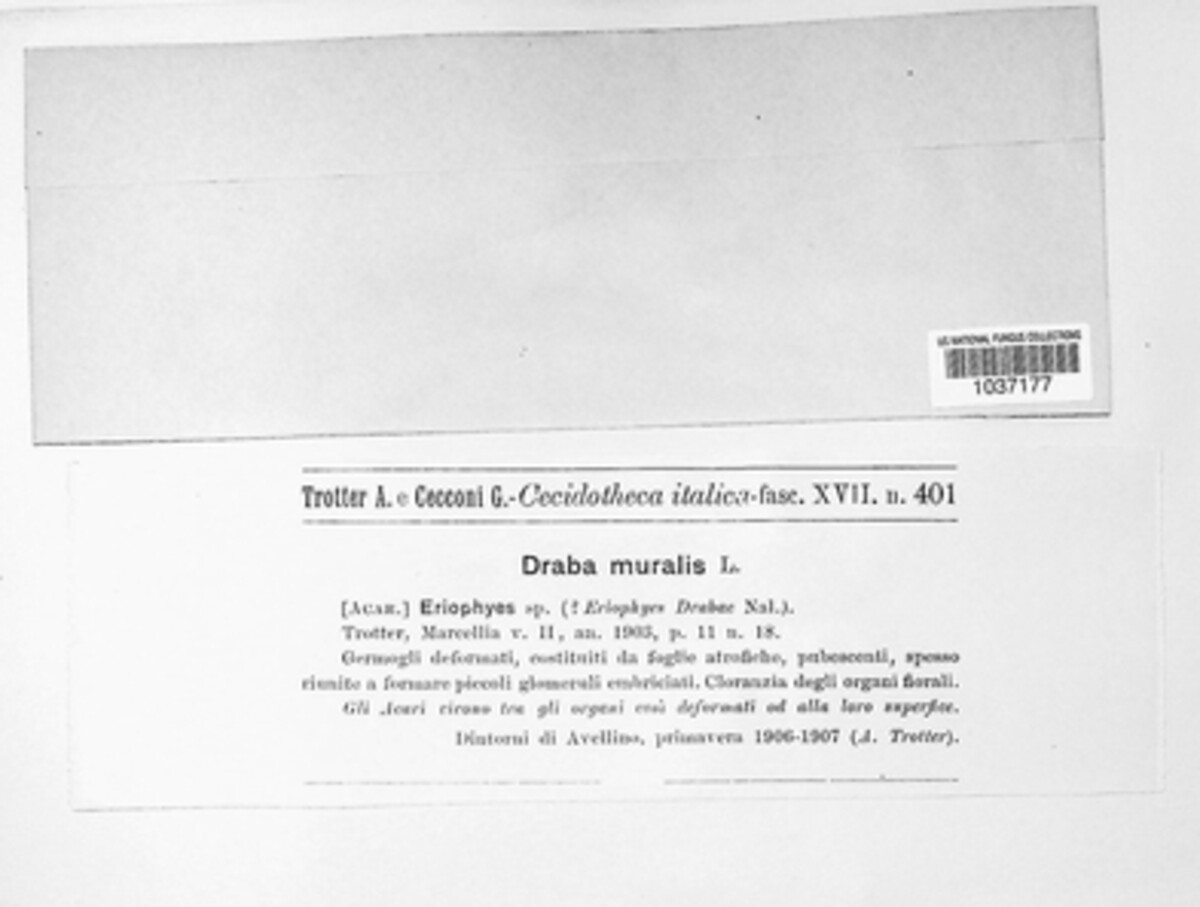 US NATIONAL FUNGUS COLLECTIONS
1037177
Trotter A. e Cecconi G.-Cecidotheca italica-fasc. XVII. n. 401
Draba muralis L.
[Acar.] Eriophyes sp. (? Eriophyes Drabae Nal.).
Trotter, Marcellia v. II, an. 1903, p. 11 n. 18.
Germogli deformati, costituiti da foglie atrofiche, pubescenti, spesso
riunite a formare piccoli glomeruli embriciati. Cloranzia degli organi fiorali.
Gli Acari vivono tra gli organi così deformati od alla loro superfice.
Dintorni di Avellino, primavera 1906-1907 (A. Trotter).